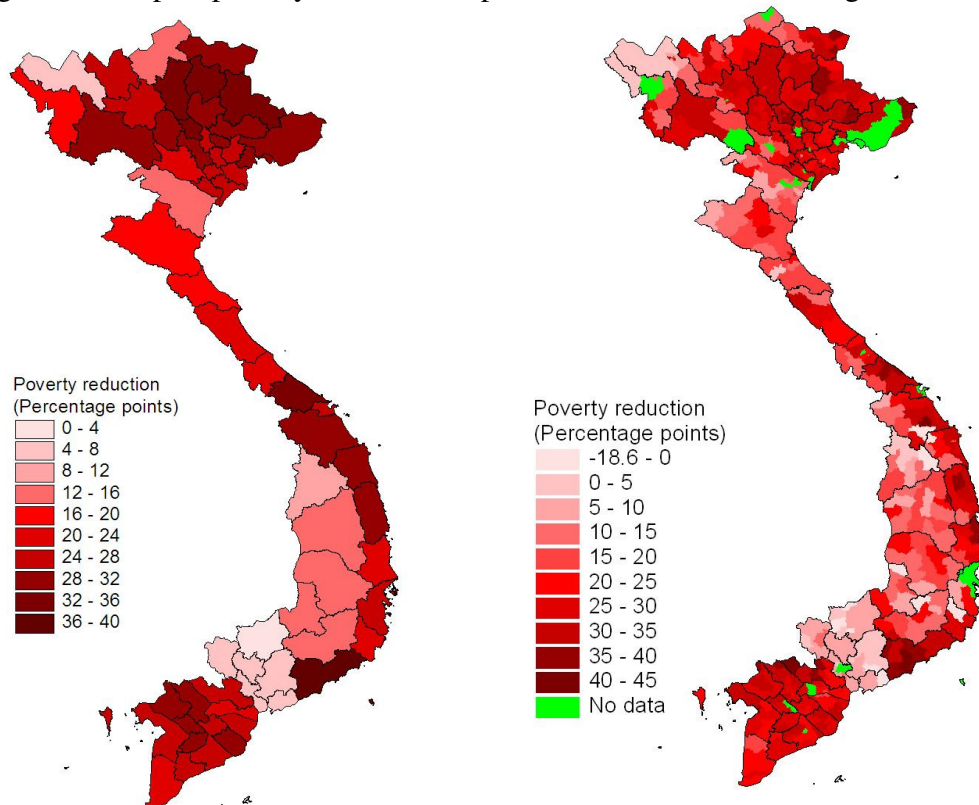 Poverty reduction
(Percentage points)
0 - 4
4 - 8
8 - 12
12 - 16
16 - 20
20 - 24
24 - 28
28 - 32
32 - 36
36 - 40
Poverty reduction
(Percentage points)
-18.6 - 0
0 - 5
5 - 10
10 - 15
15 - 20
20 - 25
25 - 30
30 - 35
35 - 40
40 - 45
No data